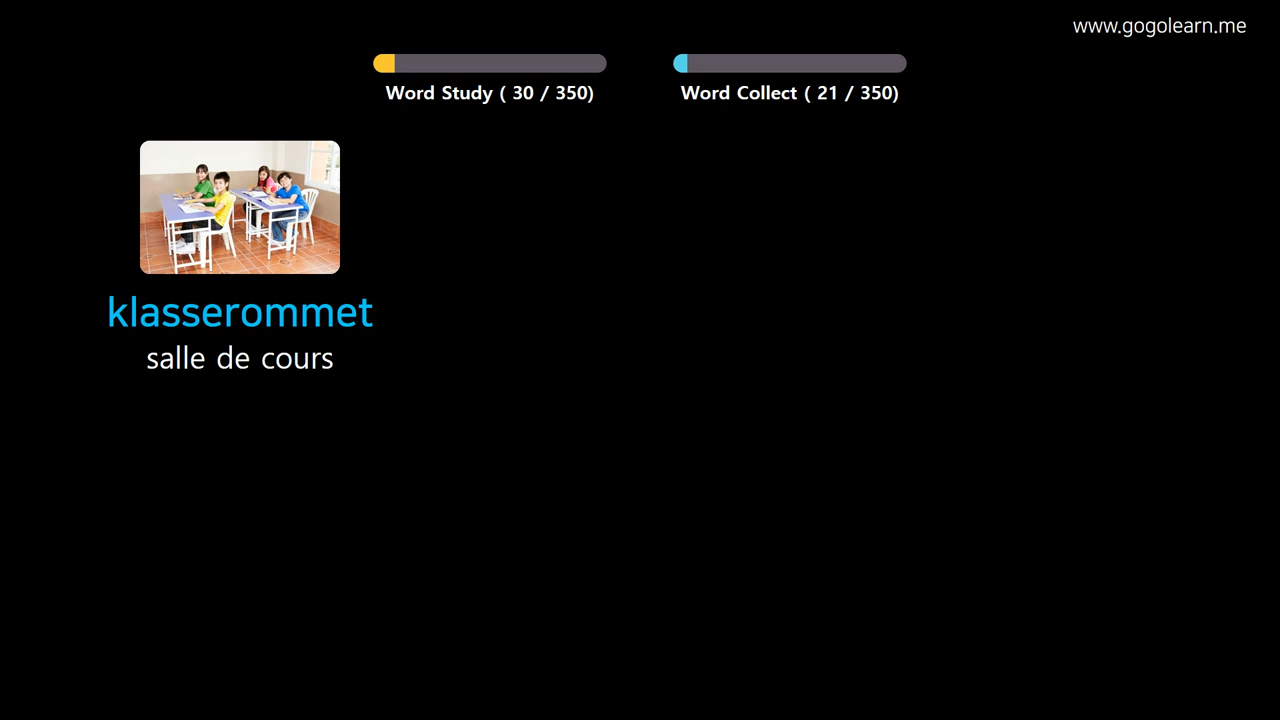 www.gogolearn.me
Word Study ( 30 / 350)
Word Collect ( 21 / 350)
klasserommet
salle de cours